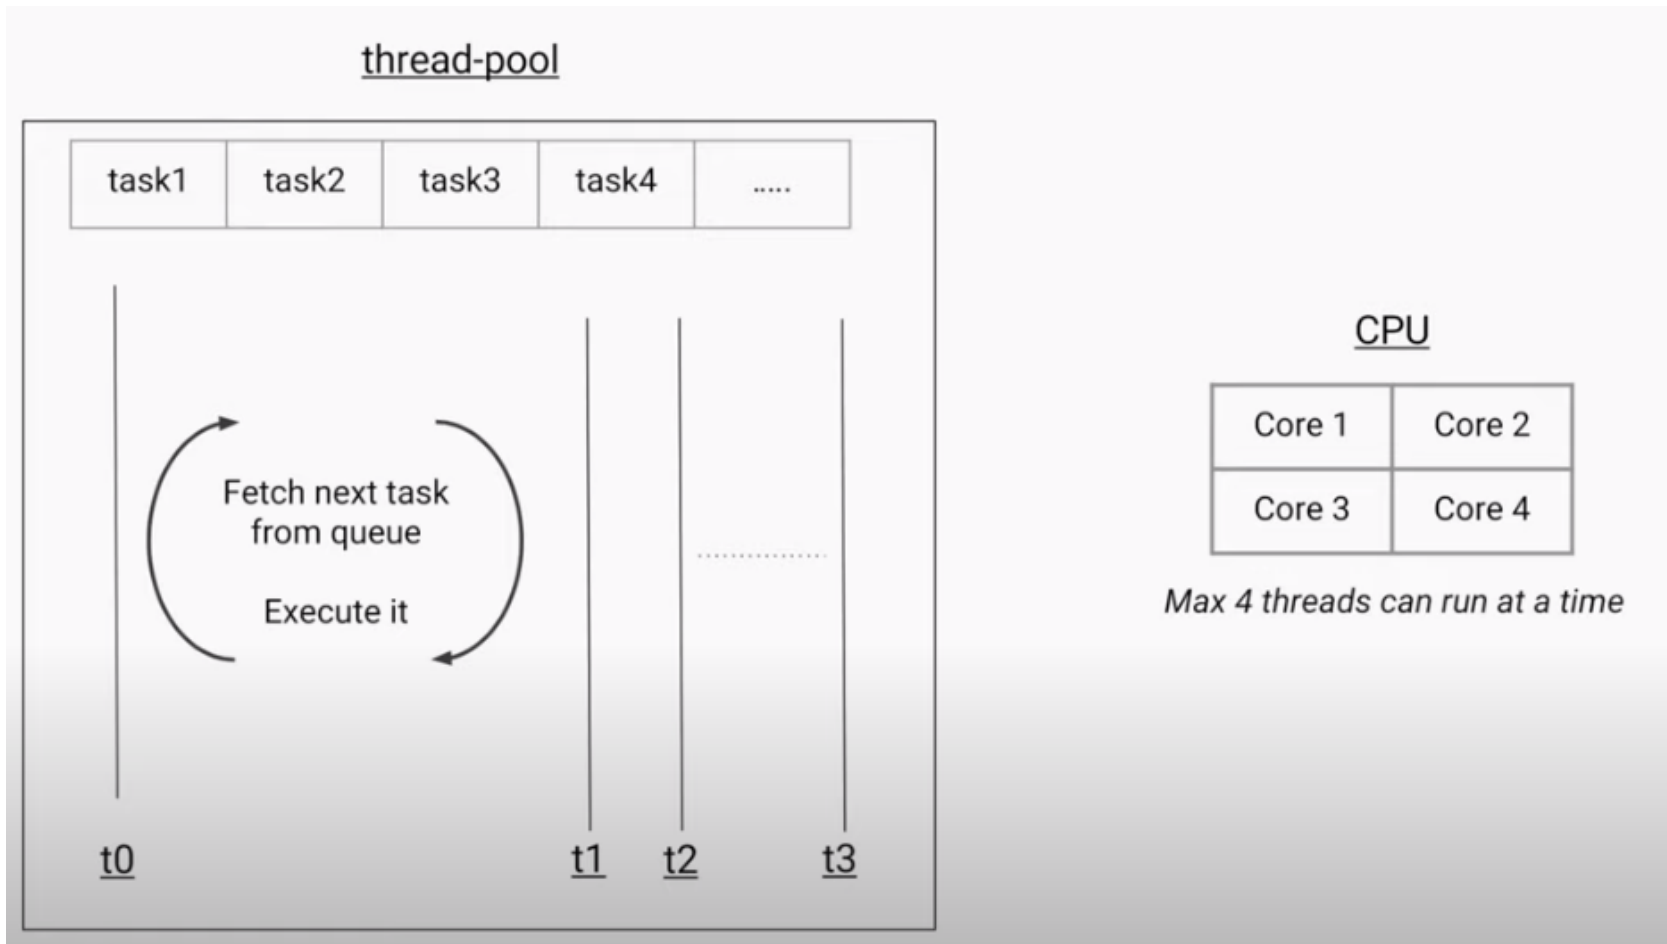 thread-pool
task1
task2
task3
task4
.....
Fetch next task
from queue
Execute it
t0
t1
t2
t3
CPU
Core 1
Core 2
Core 3
Core 4
Max 4 threads can run at a time